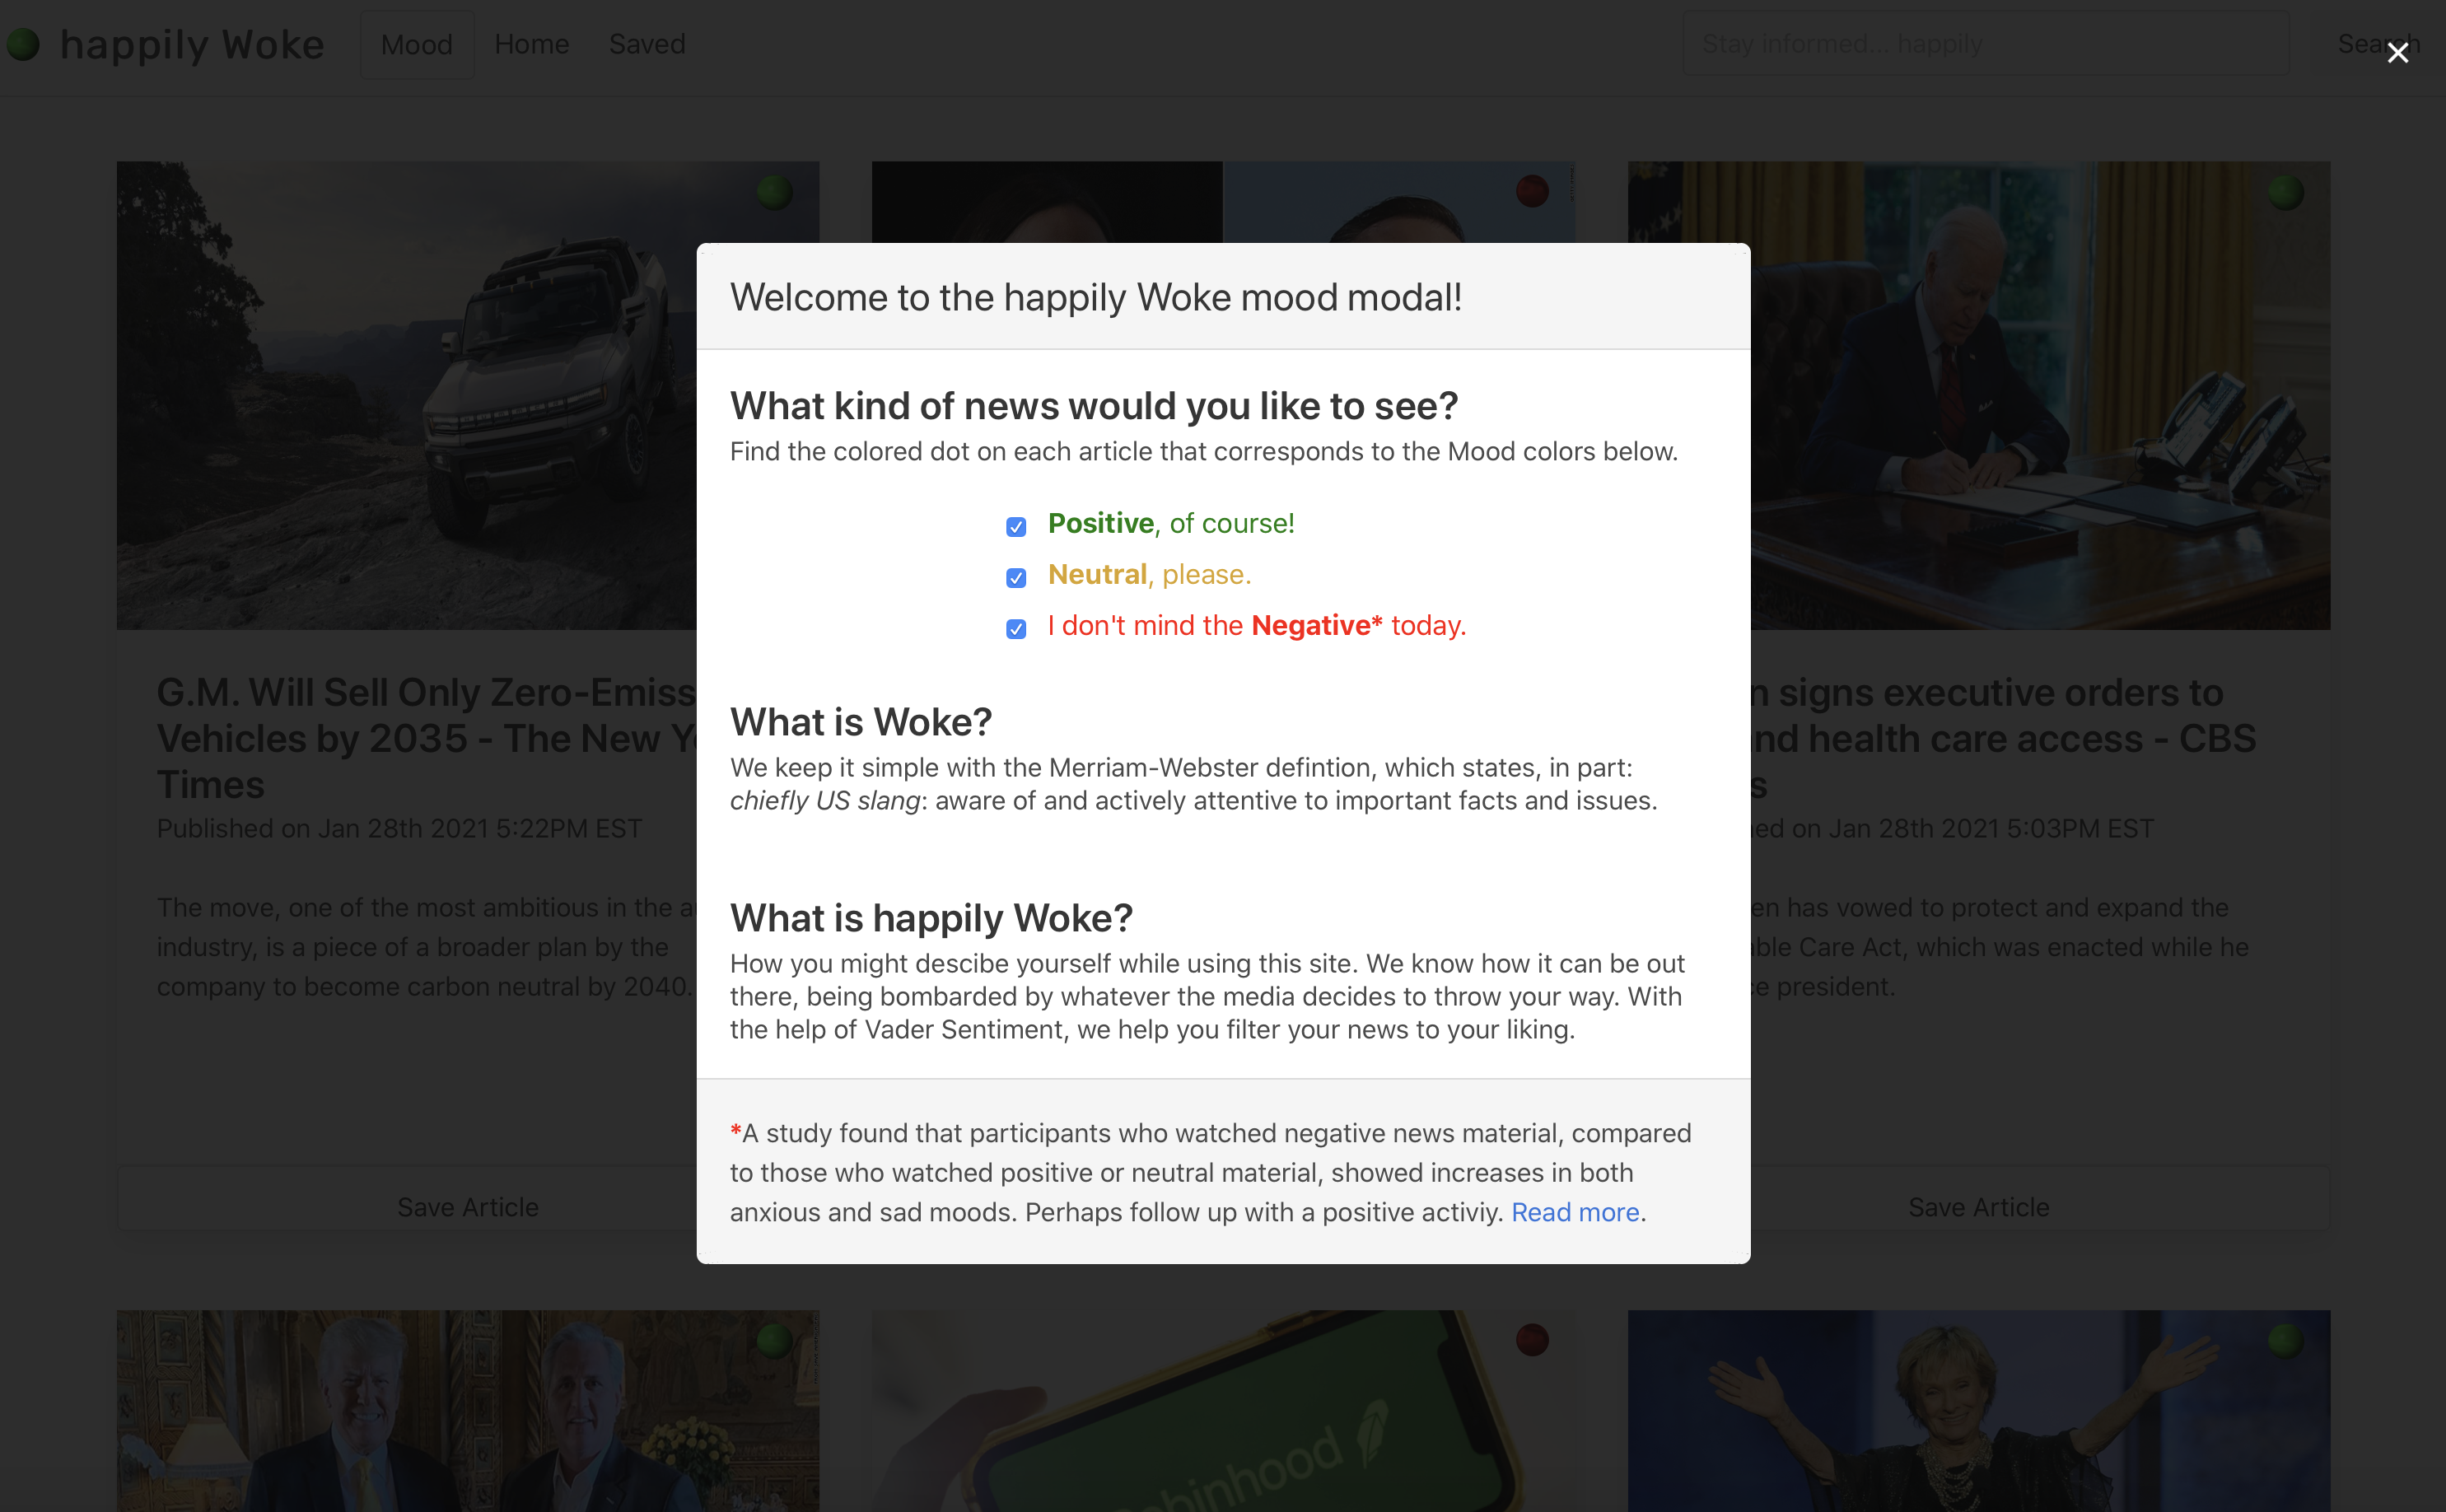 happily Woke
Mood
Home
Saved
Stay informed... happily
Search
Welcome to the happily Woke mood modal!
What kind of news would you like to see?
Find the colored dot on each article that corresponds to the Mood colors below.
Positive, of course!
Neutral, please.
I don't mind the Negative* today.
What is Woke?
We keep it simple with the Merriam-Webster defintion, which states, in part:
chiefly US slang: aware of and actively attentive to important facts and issues.
What is happily Woke?
How you might descibe yourself while using this site. We know how it can be out
there, being bombarded by whatever the media decides to throw your way. With
the help of Vader Sentiment, we help you filter your news to your liking.
*A study found that participants who watched negative news material, compared
to those who watched positive or neutral material, showed increases in both
anxious and sad moods. Perhaps follow up with a positive activiy. Read more.
G.M. Will Sell Only Zero-Emiss
Vehicles by 2035 - The New Y
Times
Published on Jan 28th 2021 5:22PM EST
The move, one of the most ambitious in the a
industry, is a piece of a broader plan by the
company to become carbon neutral by 2040.
Save Article
n signs executive orders to
nd health care access - CBS
s
ed on Jan 28th 2021 5:03PM EST
en has vowed to protect and expand the
ble Care Act, which was enacted while he
e president.
Save Article
obinhood